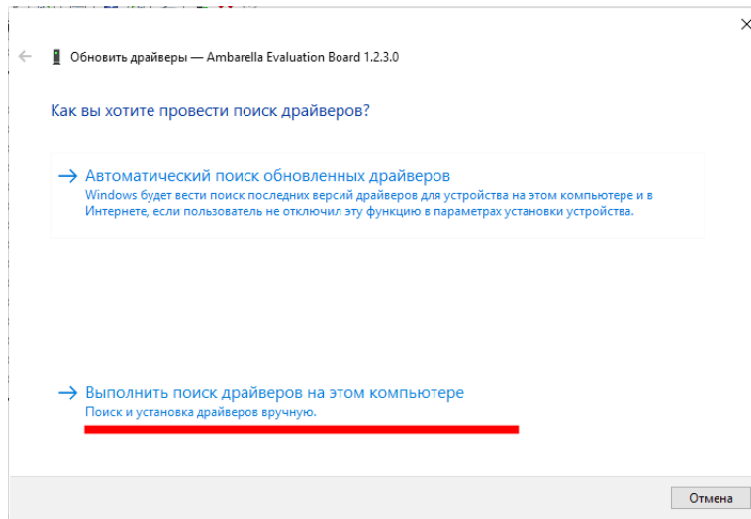 Обновить драйверы — Ambarella Evaluation Board 1.2.3.0
Как вы хотите провести поиск драйверов?
Автоматический поиск обновленных драйверов
Windows будет вести поиск последних версий драйверов для устройства на этом компьютере и в
Интернете, если пользователь не отключил эту функцию в параметрах установки устройства.
Выполнить поиск драйверов на этом компьютере
Поиск и установка драйверов вручную.
Отмена